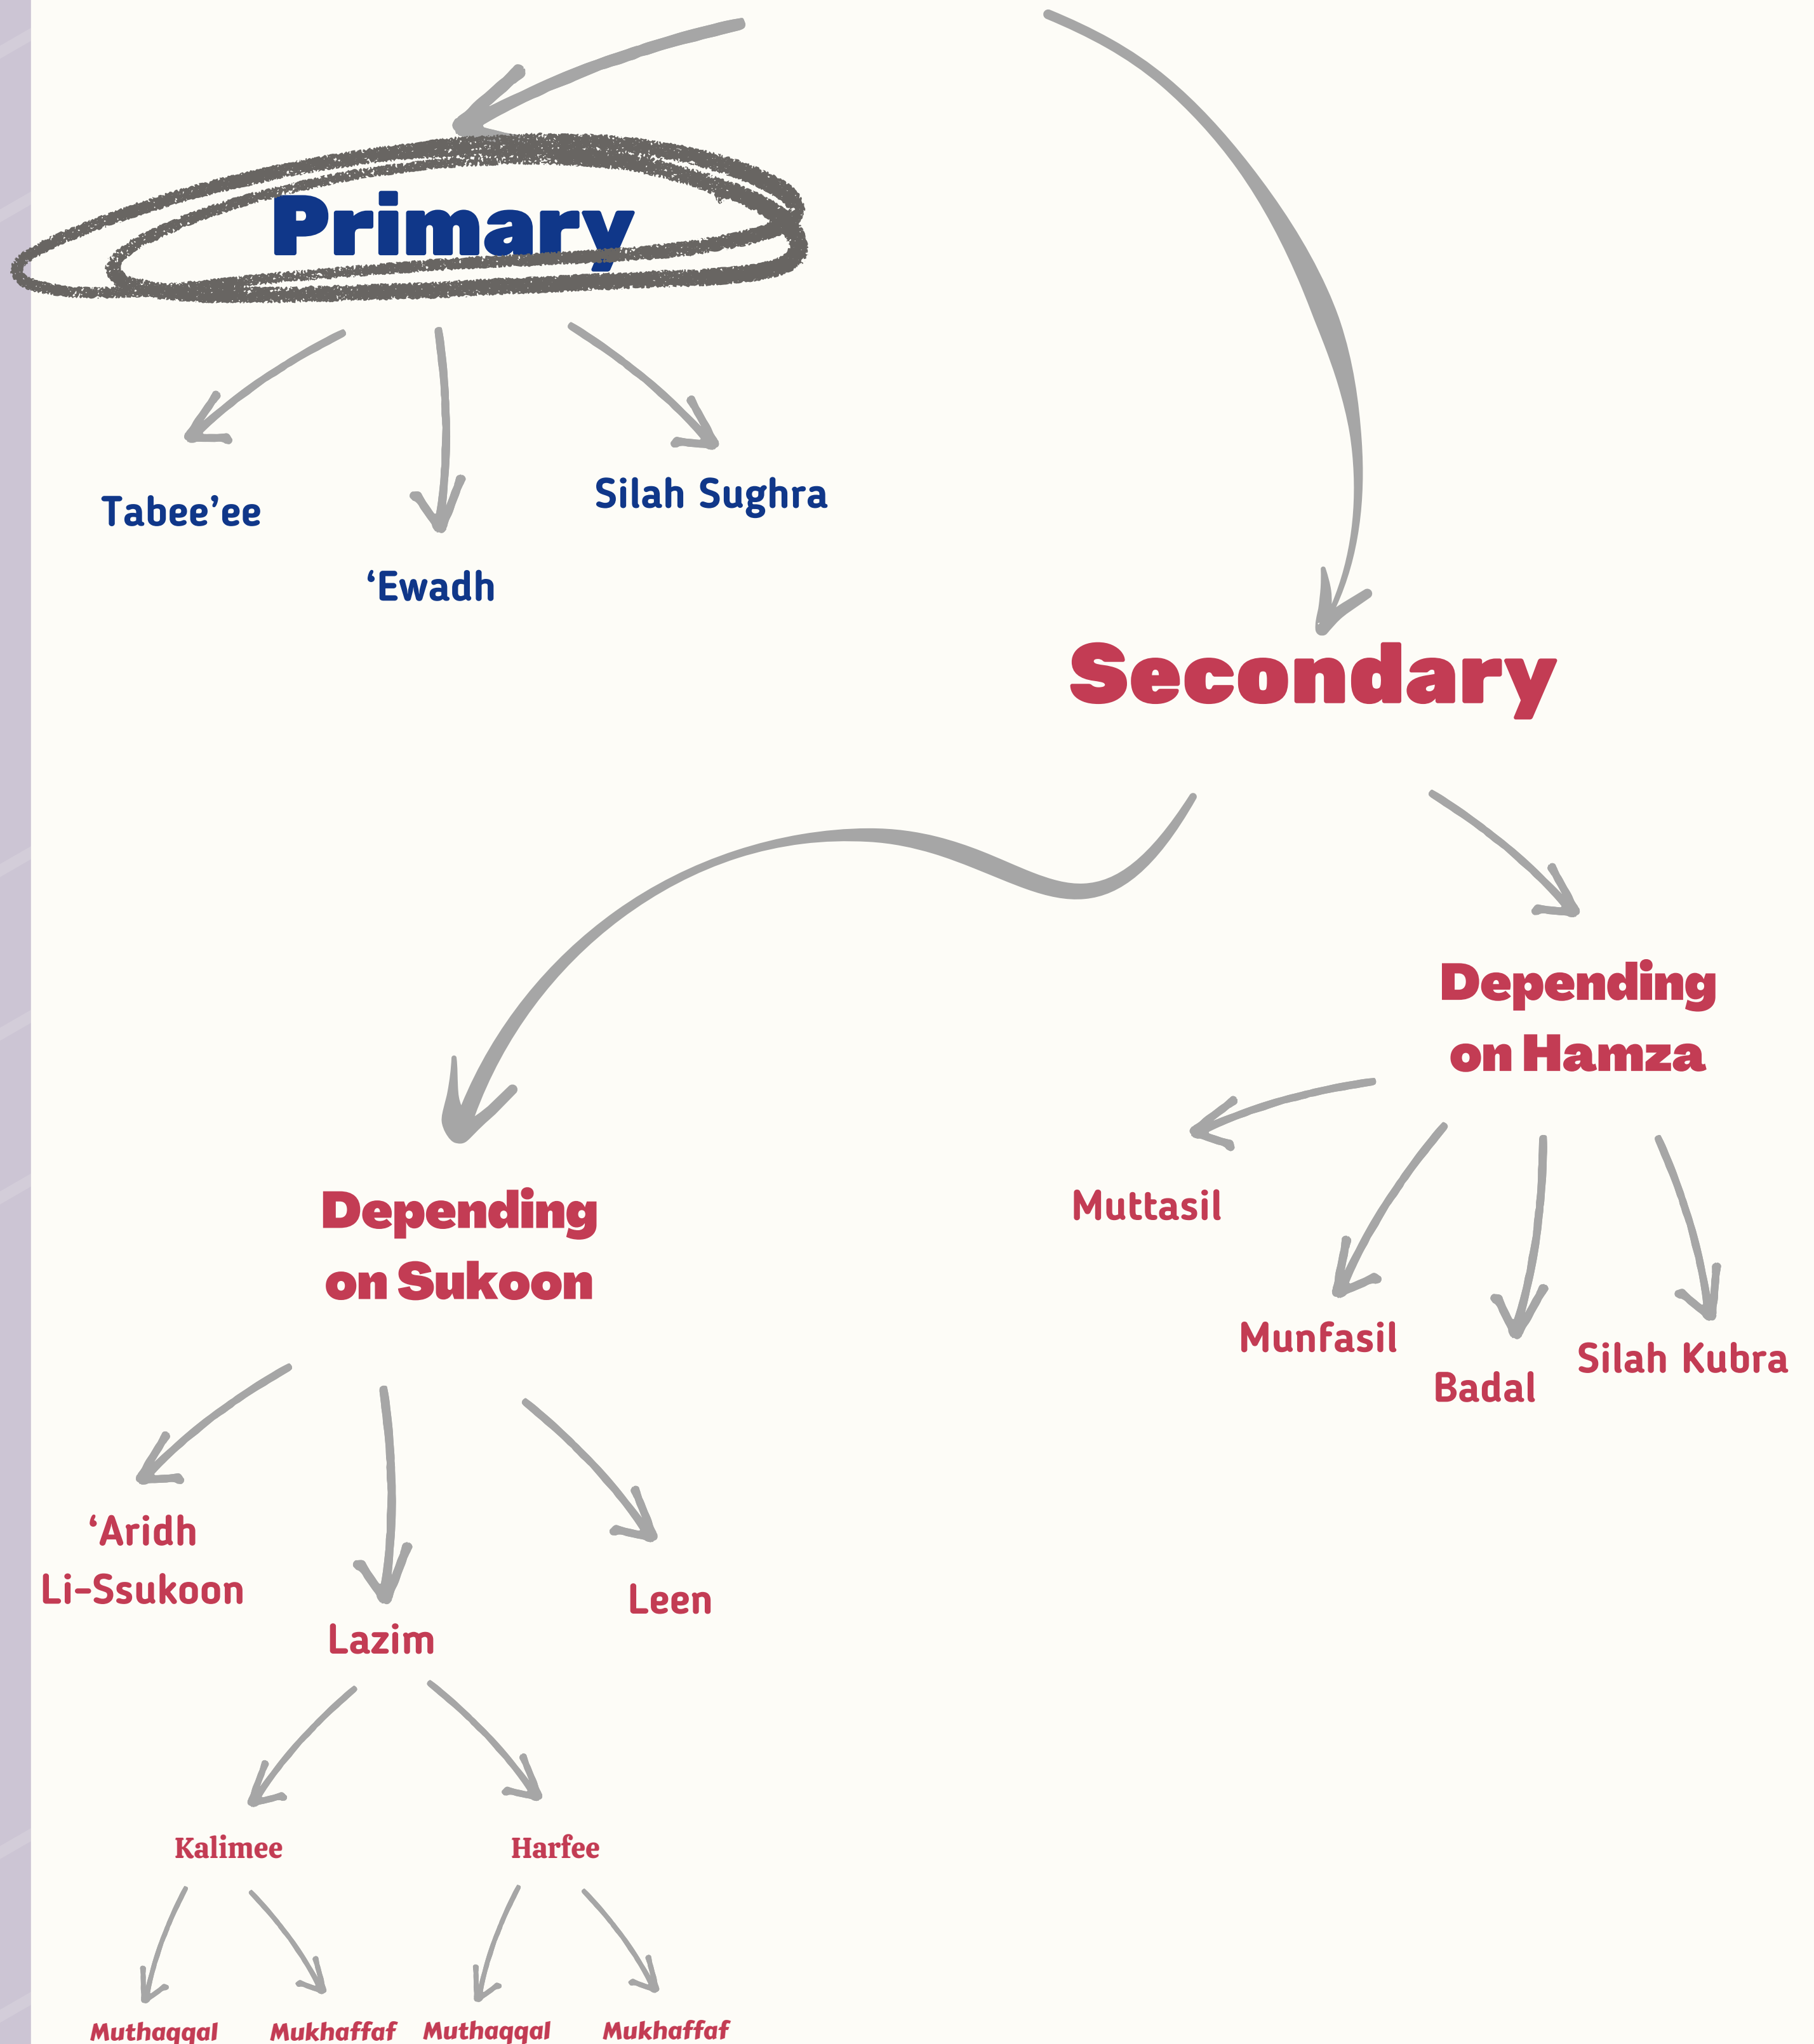 Primary
Tabee’ee
‘Ewadh
Silah Sughra
Secondary
Depending
on Hamza
Muttasil
Munfasil
Badal
Silah Kubra
Depending
on Sukoon
‘Aridh
Li-Ssukoon
Lazim
Leen
Kalimee
Harfee
Muthaqqal
Mukhaffaf
Muthaqqal
Mukhaffaf